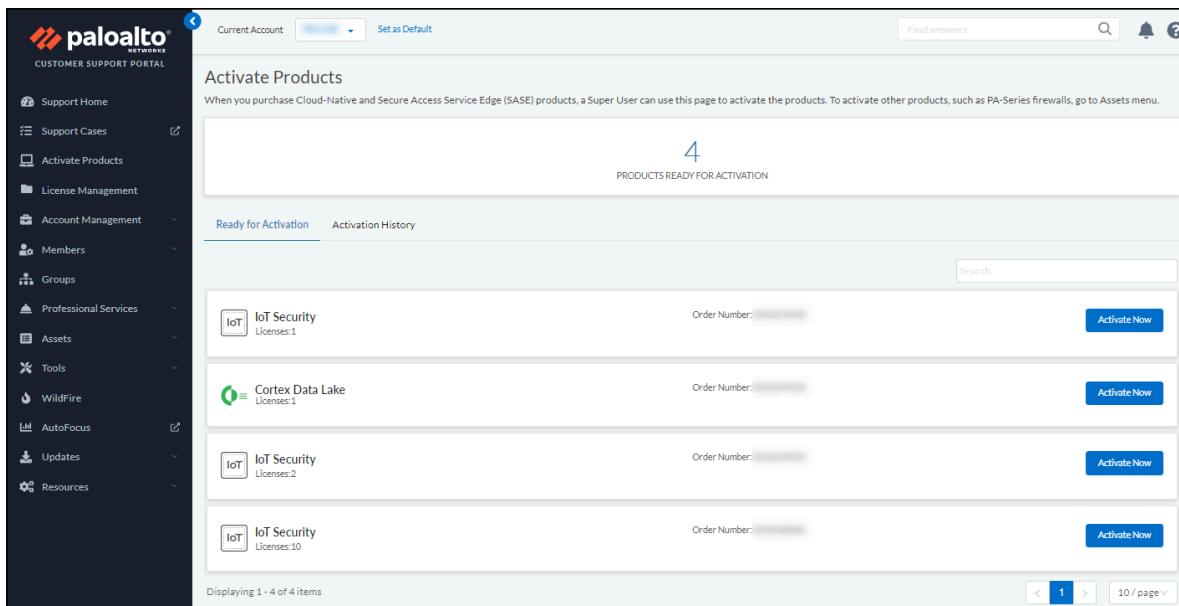 paloalto
NETWORKS
CUSTOMER SUPPORT PORTAL
Support Home
Support Cases
Activate Products
License Management
Account Management
Members
Groups
Professional Services
Assets
Tools
WildFire
AutoFocus
Updates
Resources
Current Account
Set as Default
Find answers
Activate Products
When you purchase Cloud-Native and Secure Access Service Edge (SASE) products, a Super User can use this page to activate the products. To activate other products, such as PA-Series firewalls, go to Assets menu.
4
PRODUCTS READY FOR ACTIVATION
Ready for Activation Activation History
Search
IoT
IoT Security
Licenses:1
Order Number:
Activate Now
Cortex Data Lake
Licenses:1
Order Number:
Activate Now
IoT
IoT Security
Licenses:2
Order Number:
Activate Now
IoT
IoT Security
Licenses:10
Order Number:
Activate Now
Displaying 1 - 4 of 4 items
< 1 > 10 / page